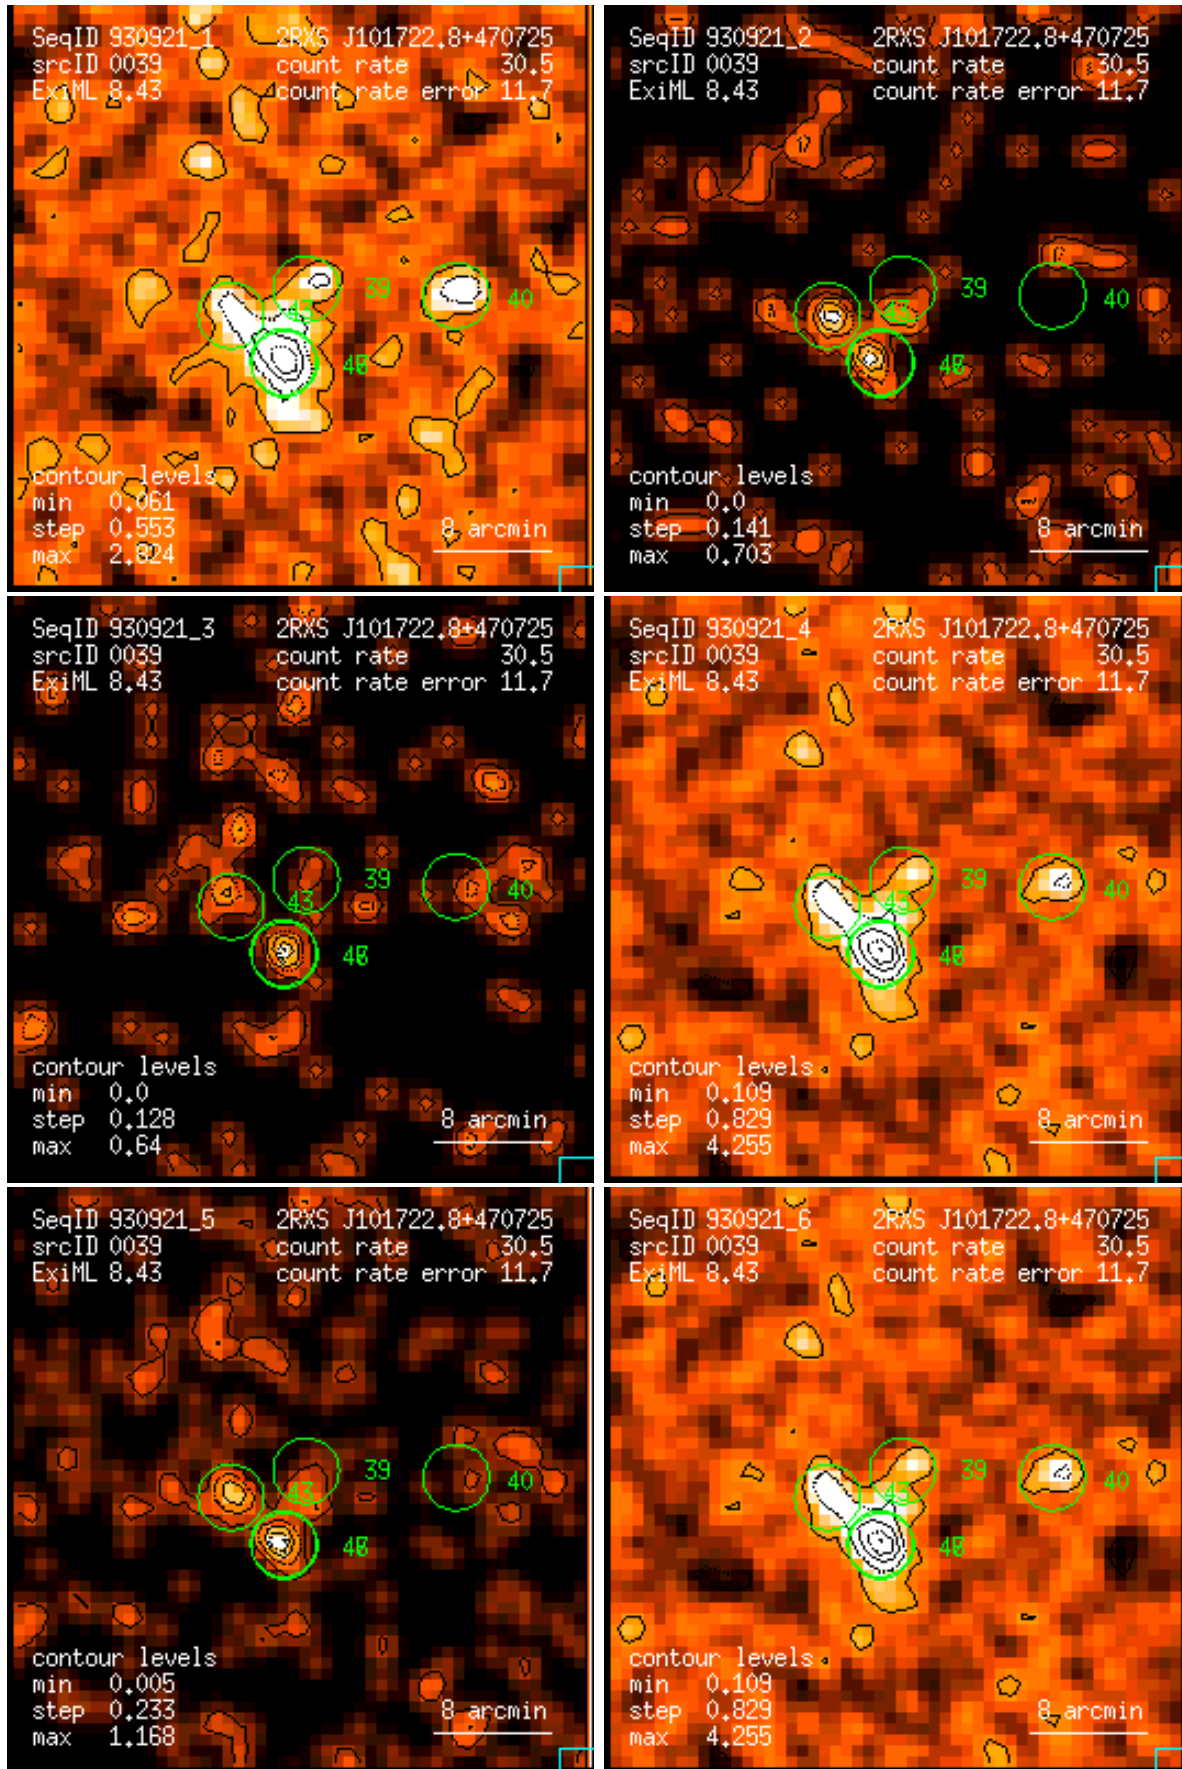 SeqID 930921_1 2RXS J101722.8+470725
srcID 0039 count rate 30.5
ExiML 8.43 count rate error 11.7
39
40
43
contour levels
min 0.061
step 0.553 8 arcmin
max 2.824
SeqID 930921_2 2RXS J101722.8+470725
srcID 0039 count rate 30.5
ExiML 8.43 count rate error 11.7
39
40
43
contour levels
min 0.0
step 0.141 8 arcmin
max 0.703
SeqID 930921_3 2RXS J101722.8+470725
srcID 0039 count rate 30.5
ExiML 8.43 count rate error 11.7
39
40
43
contour levels
min 0.0
step 0.128 8 arcmin
max 0.64
SeqID 930921_4 2RXS J101722.8+470725
srcID 0039 count rate 30.5
ExiML 8.43 count rate error 11.7
39
40
43
contour levels
min 0.109
step 0.829 8 arcmin
max 4.255
SeqID 930921_5 2RXS J101722.8+470725
srcID 0039 count rate 30.5
ExiML 8.43 count rate error 11.7
39
40
43
contour levels
min 0.005
step 0.233 8 arcmin
max 1.168
SeqID 930921_6 2RXS J101722.8+470725
srcID 0039 count rate 30.5
ExiML 8.43 count rate error 11.7
39
40
43
contour levels
min 0.109
step 0.829 8 arcmin
max 4.255